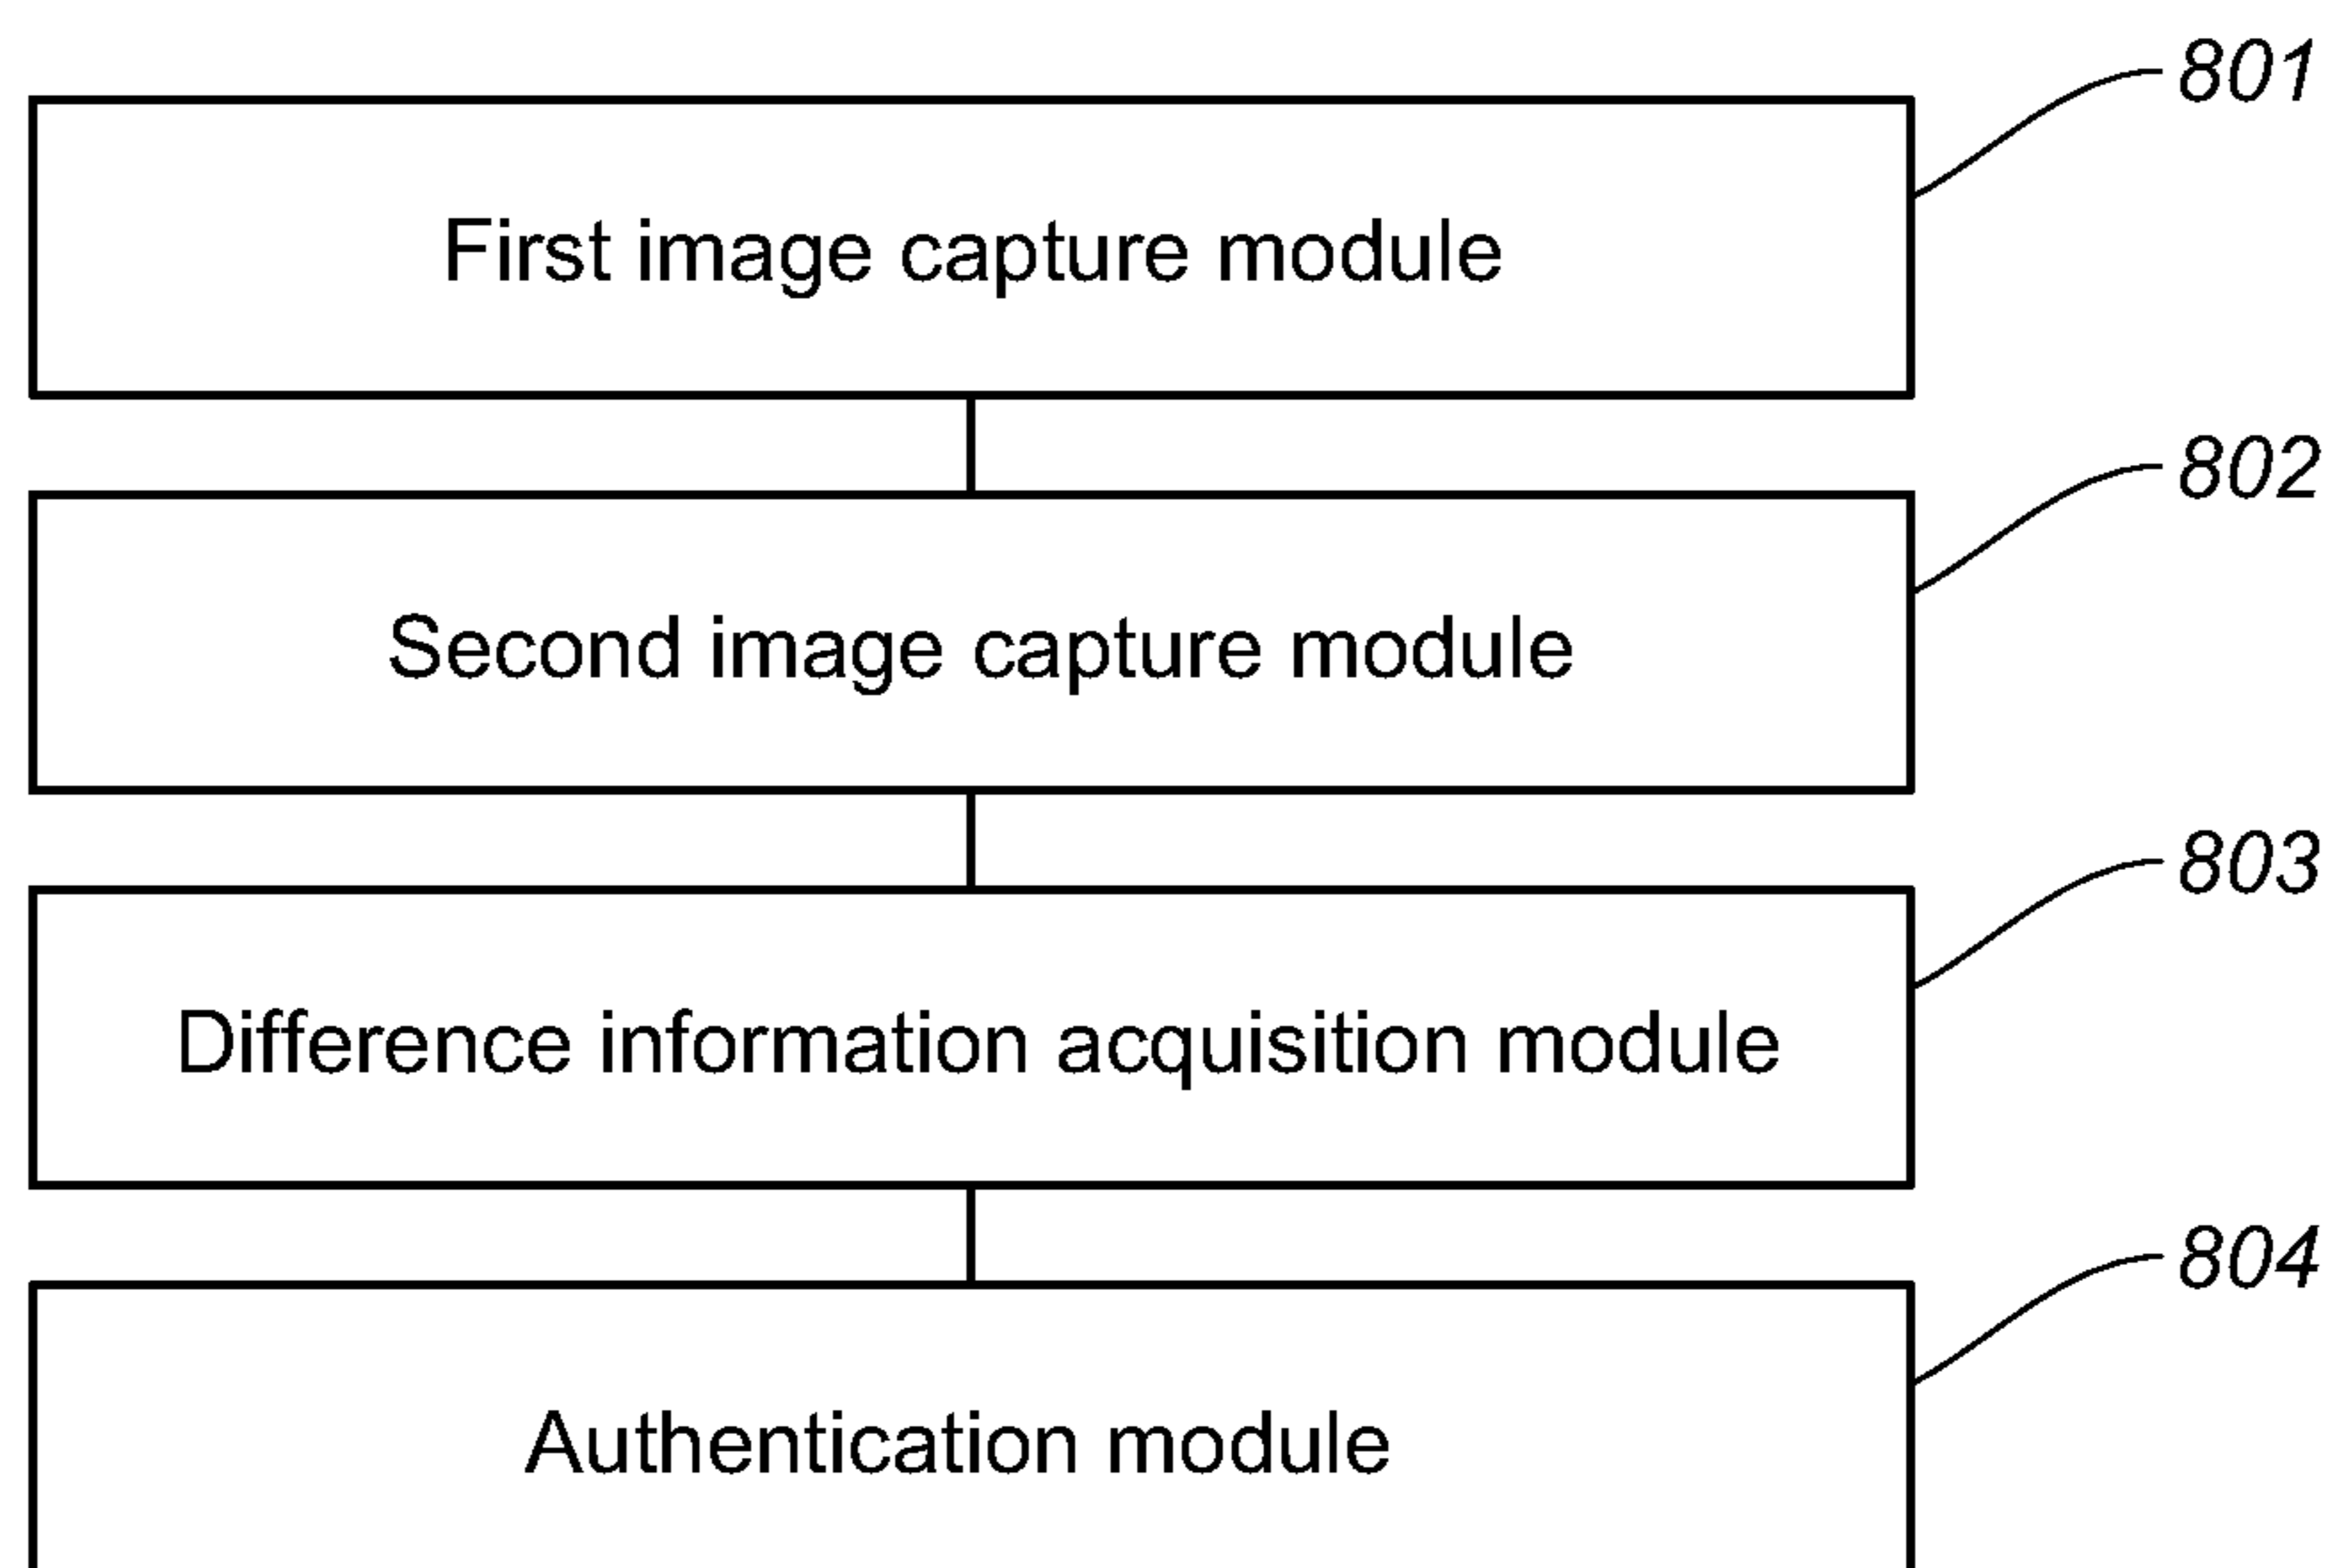 801
First image capture module
802
Second image capture module
803
Difference information acquisition module
804
Authentication module